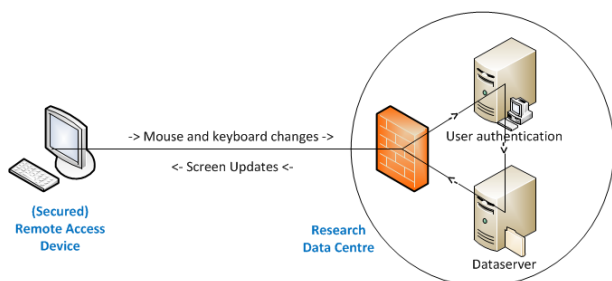 -> Mouse and keyboard changes ->
<- Screen Updates <-
(Secured)
Remote Access
Device
Research
Data Centre
User authentication
Dataserver